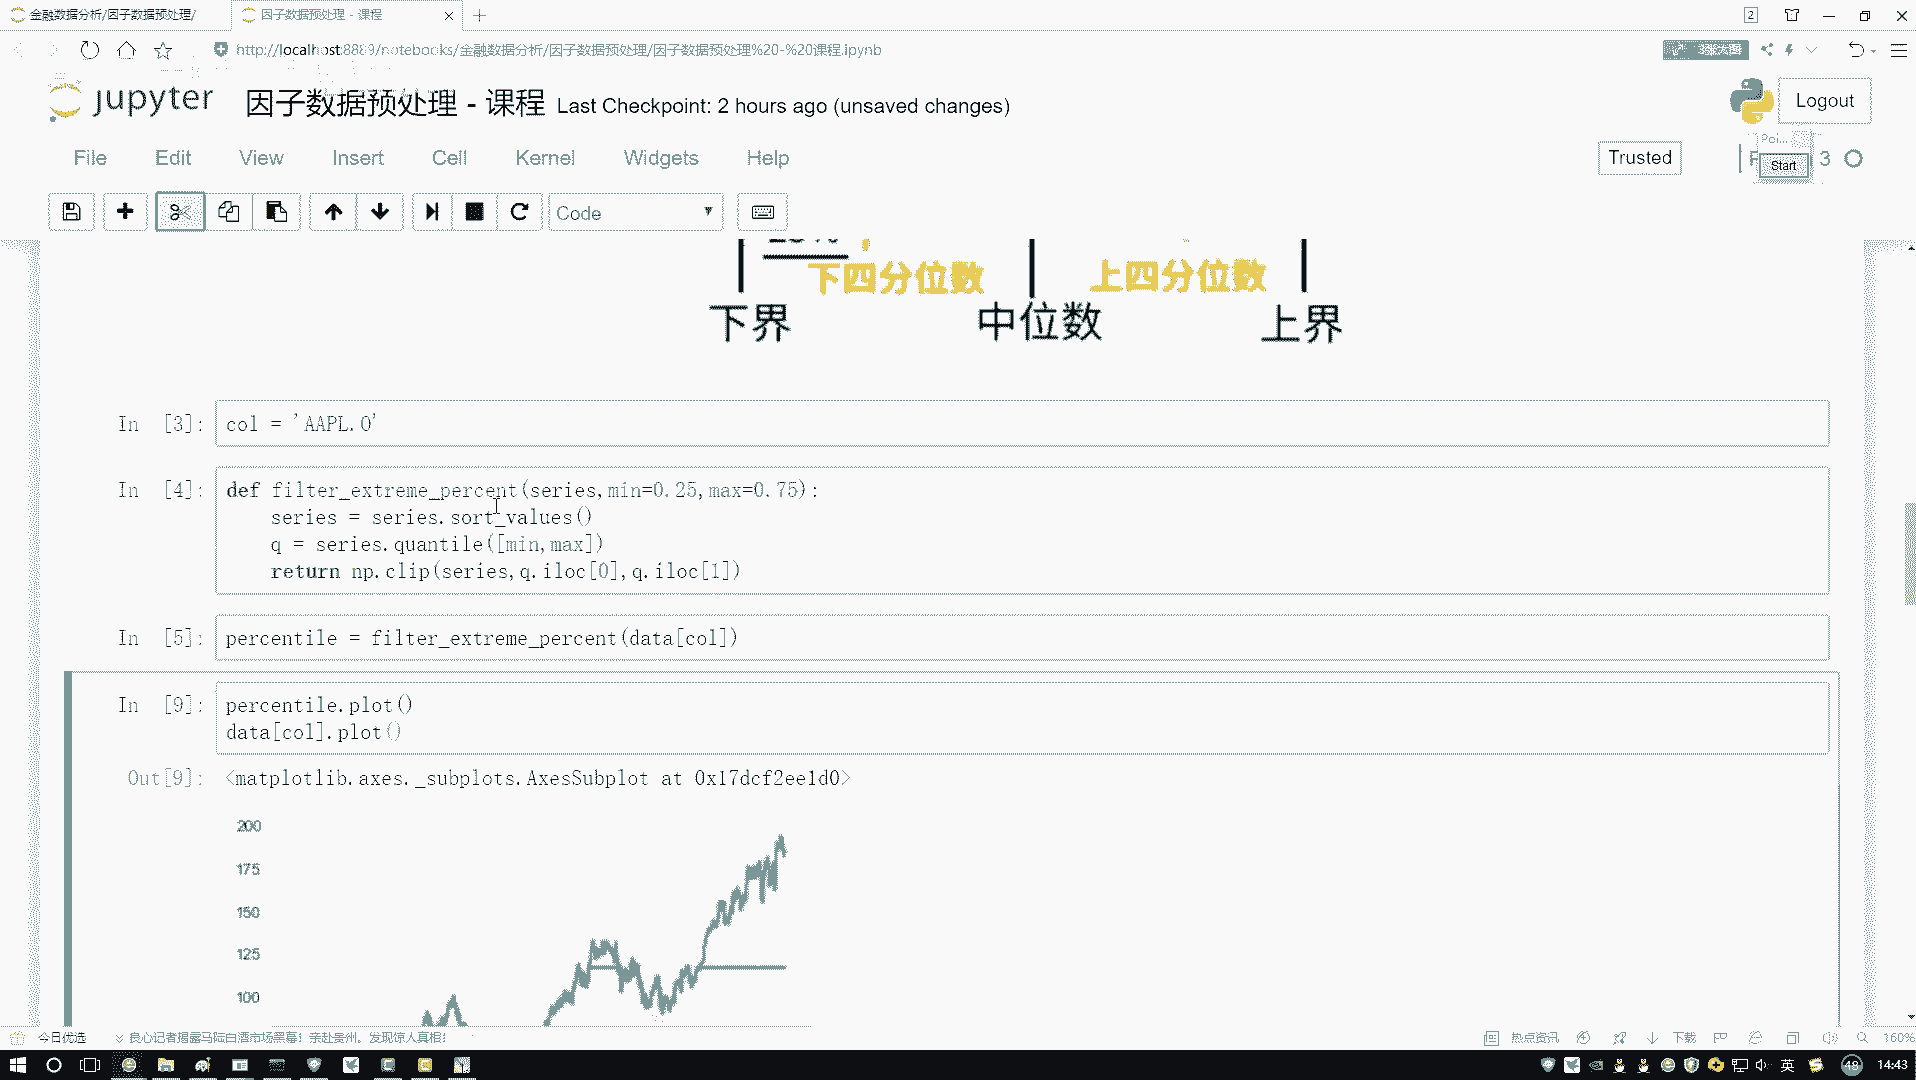 金融数据分析/因子数据预处理/
因子数据预处理 - 课程
2
http://localhost:8889/notebooks/金融数据分析/因子数据预处理/因子数据预处理%20-%20课程.ipynb
jupyter
因子数据预处理 - 课程 Last Checkpoint: 2 hours ago (unsaved changes)
Logout
File Edit View Insert Cell Kernel Widgets Help
Trusted
Poi...
Start
3
Code
下四分位数 上四分位数
下界 中位数 上界
In [3]: col = 'AAPL.O'
In [4]: def filter_extreme_percent(series,min=0.25,max=0.75):
series = series.sort_values()
q = series.quantile([min,max])
return np.clip(series,q.iloc[0],q.iloc[1])
In [5]: percentile = filter_extreme_percent(data[col])
In [9]: percentile.plot()
data[col].plot()
Out[9]: <matplotlib.axes._subplots.AxesSubplot at 0x17dcf2ee1d0>
200
175
150
125
100
今日优选
良心记者揭露马陆白酒市场黑幕! 亲赴贵州。发现惊人真相!
热点资讯
下载
160%
英
48
14:43